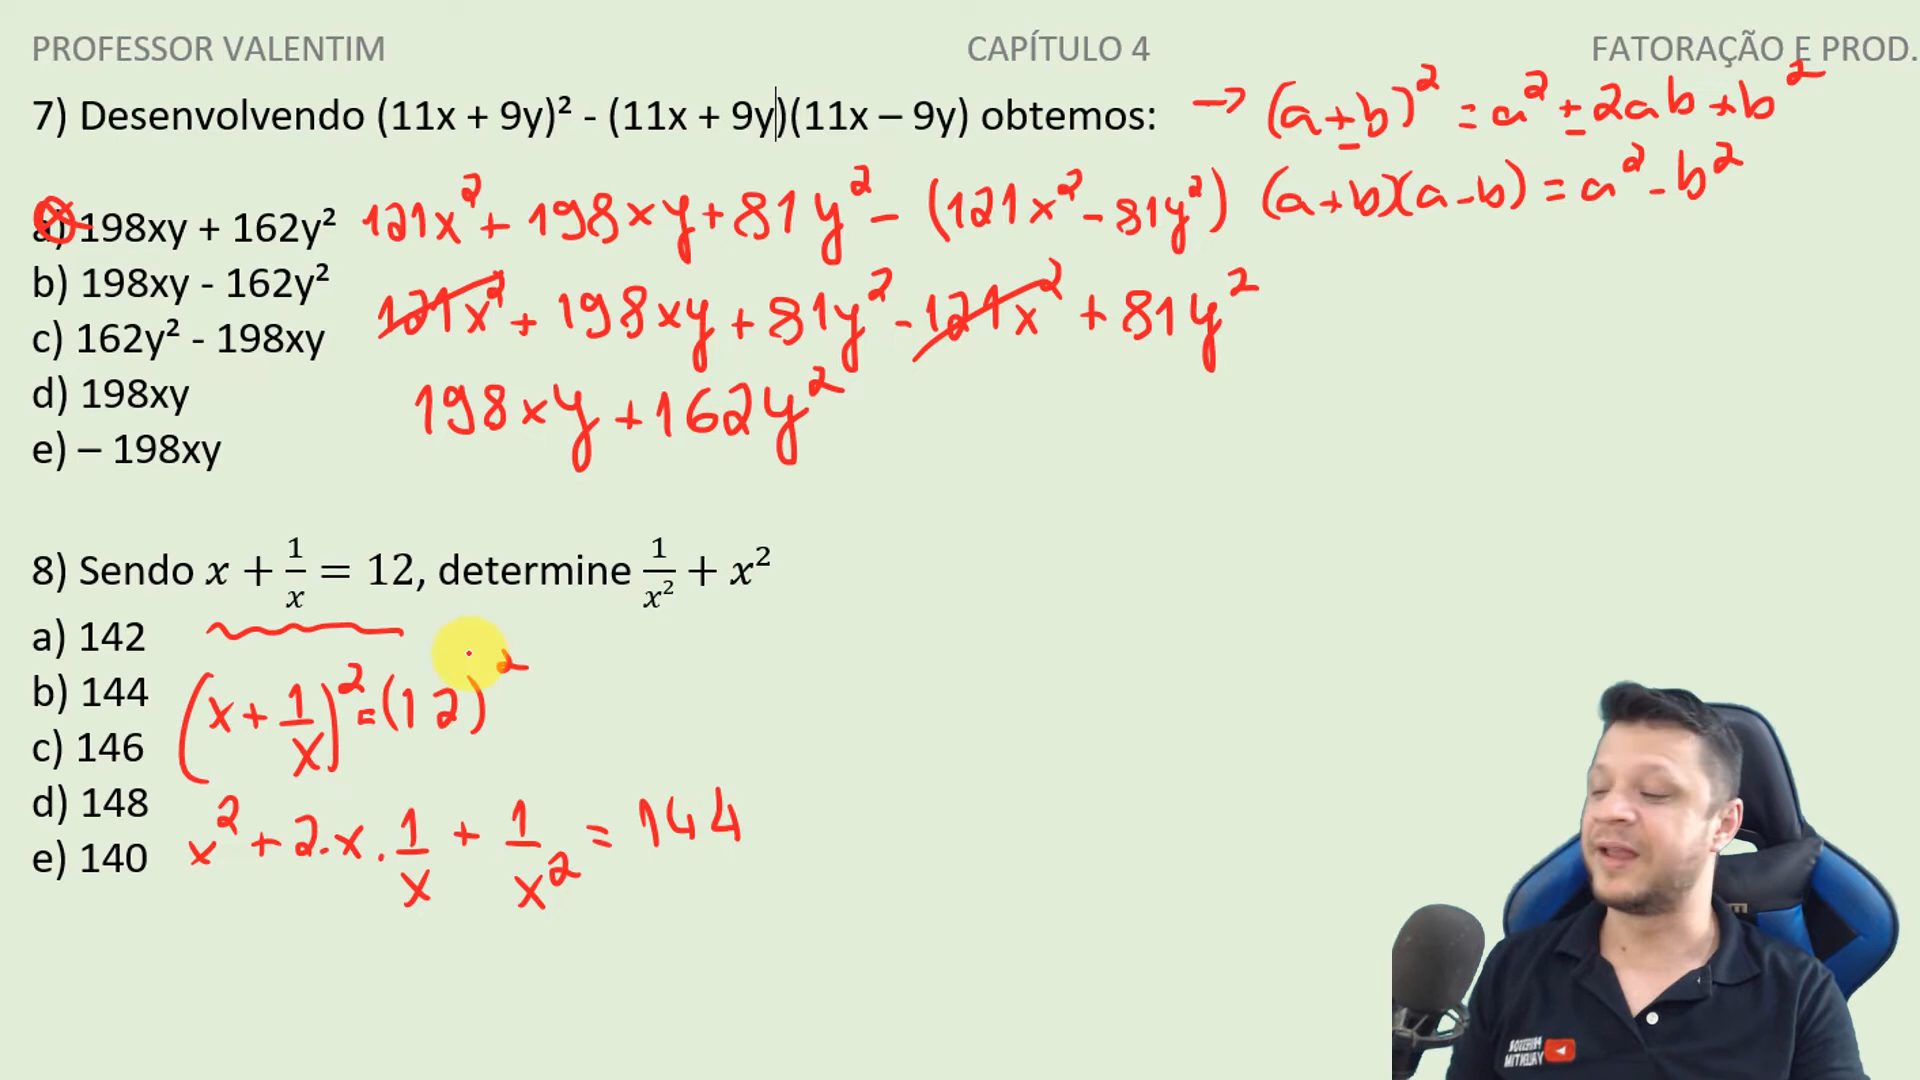 PROFESSOR VALENTIM CAPÍTULO 4 FATORAÇÃO E PROD.
7) Desenvolvendo (11x + 9y)² - (11x + 9y)(11x – 9y) obtemos: → (a ± b)² = a² ± 2ab + b²
(a+b)(a-b) = a² - b²
a) 198xy + 162y² 121x² + 198xy + 81y² - (121x² - 81y²)
b) 198xy - 162y² 121x² + 198xy + 81y² - 121x² + 81y²
c) 162y² - 198xy
d) 198xy 198xy + 162y²
e) – 198xy
8) Sendo x + 1/x = 12, determine 1/x² + x²
a) 142
b) 144 (x + 1/x)² = (12)²
c) 146
d) 148
e) 140 x² + 2.x.1/x + 1/x² = 144
PROFESSOR
VALENTIM